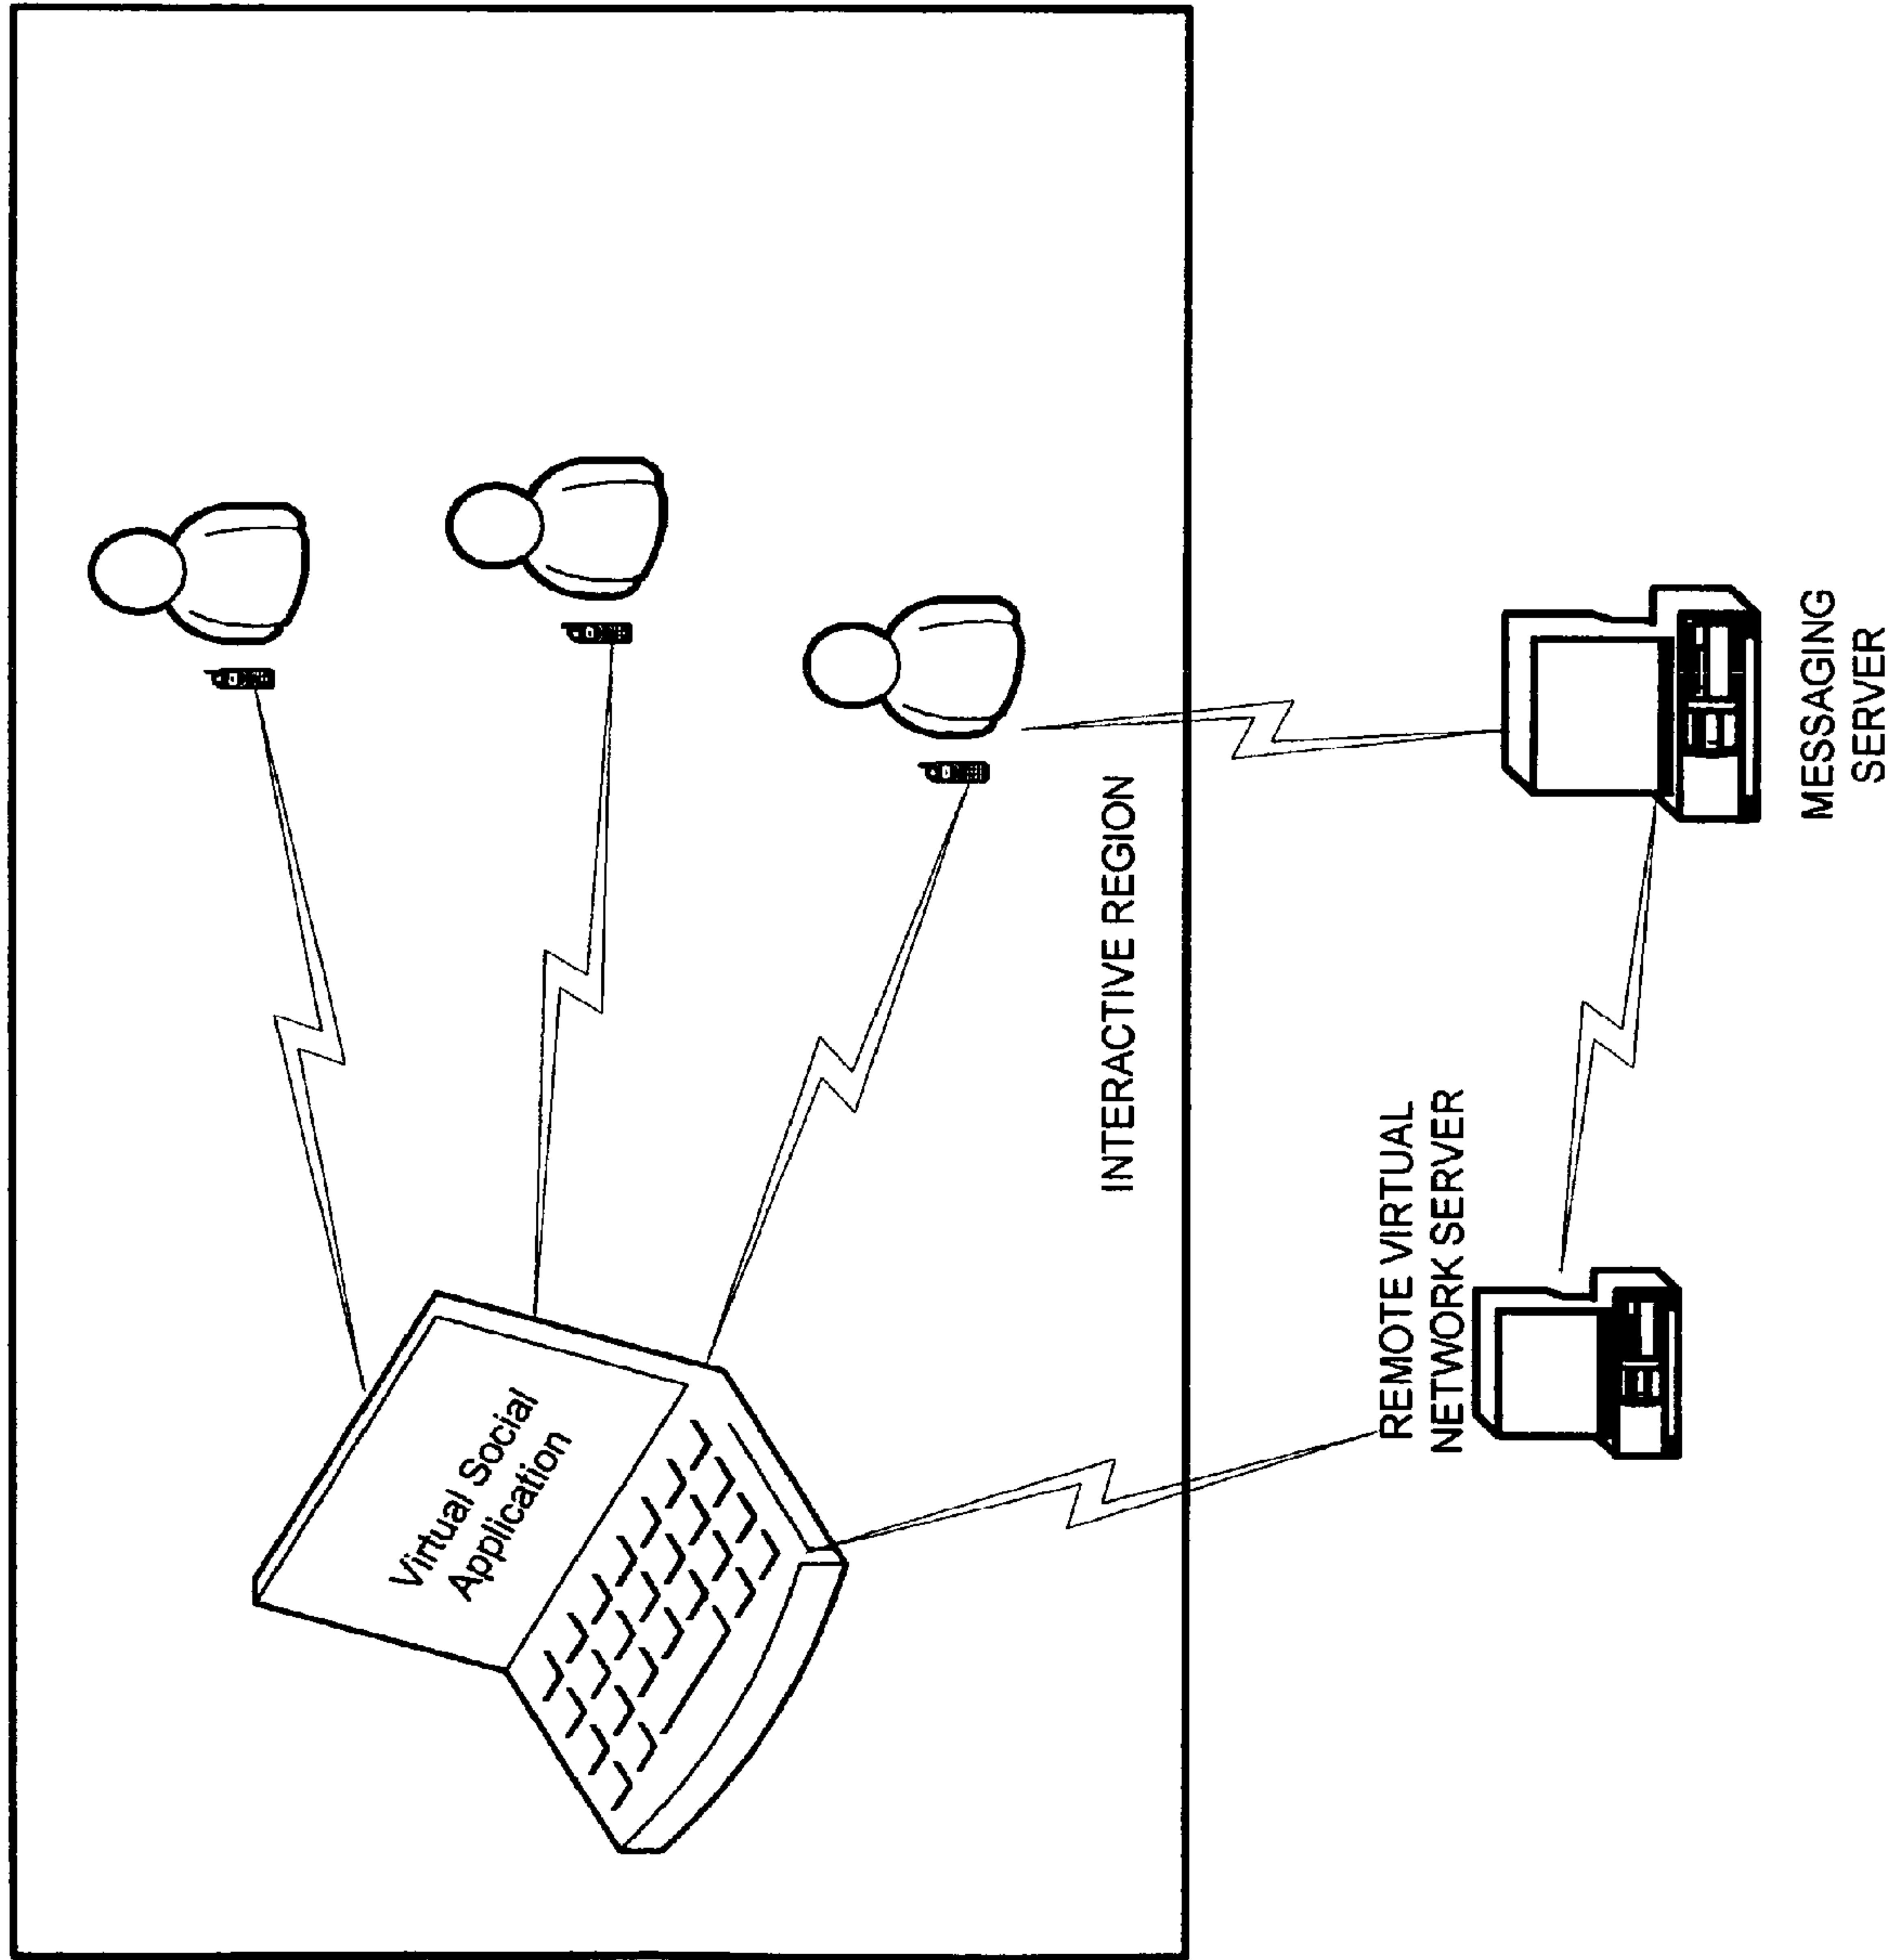 Virtual Social
Application
INTERACTIVE REGION
REMOTE VIRTUAL
NETWORK SERVER
MESSAGING
SERVER